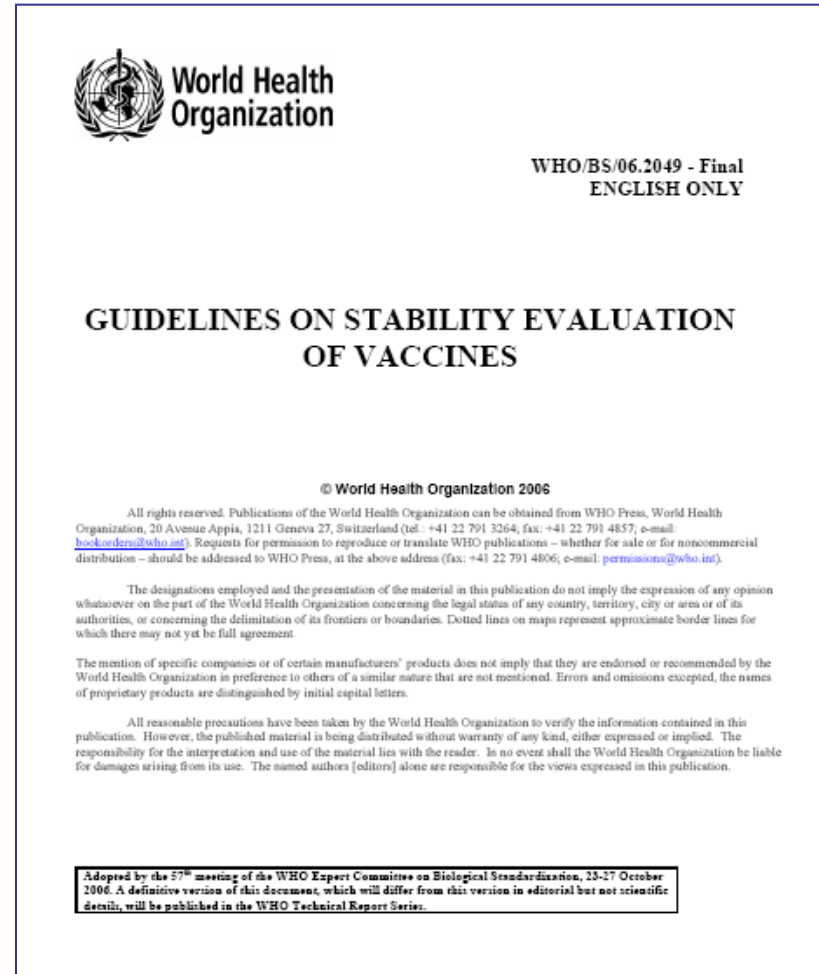 World Health
Organization
WHO/BS/06.2049 - Final
ENGLISH ONLY
GUIDELINES ON STABILITY EVALUATION
OF VACCINES
© World Health Organization 2006
All rights reserved. Publications of the World Health Organization can be obtained from WHO Press, World Health
Organization, 20 Avenue Appia, 1211 Geneva 27, Switzerland (tel.: +41 22 791 3264; fax: +41 22 791 4857; e-mail:
bookorders@who.int). Requests for permission to reproduce or translate WHO publications – whether for sale or for noncommercial
distribution – should be addressed to WHO Press, at the above address (fax: +41 22 791 4806; e-mail: permissions@who.int).
The designations employed and the presentation of the material in this publication do not imply the expression of any opinion
whatsoever on the part of the World Health Organization concerning the legal status of any country, territory, city or area or of its
authorities, or concerning the delimitation of its frontiers or boundaries. Dotted lines on maps represent approximate border lines for
which there may not yet be full agreement.
The mention of specific companies or of certain manufacturers' products does not imply that they are endorsed or recommended by the
World Health Organization in preference to others of a similar nature that are not mentioned. Errors and omissions excepted, the names
of proprietary products are distinguished by initial capital letters.
All reasonable precautions have been taken by the World Health Organization to verify the information contained in this
publication. However, the published material is being distributed without warranty of any kind, either expressed or implied. The
responsibility for the interpretation and use of the material lies with the reader. In no event shall the World Health Organization be liable
for damages arising from its use. The named authors [editors] alone are responsible for the views expressed in this publication.
Adopted by the 57th meeting of the WHO Expert Committee on Biological Standardization, 23-27 October
2006. A definitive version of this document, which will differ from this version in editorial but not scientific
details, will be published in the WHO Technical Report Series.